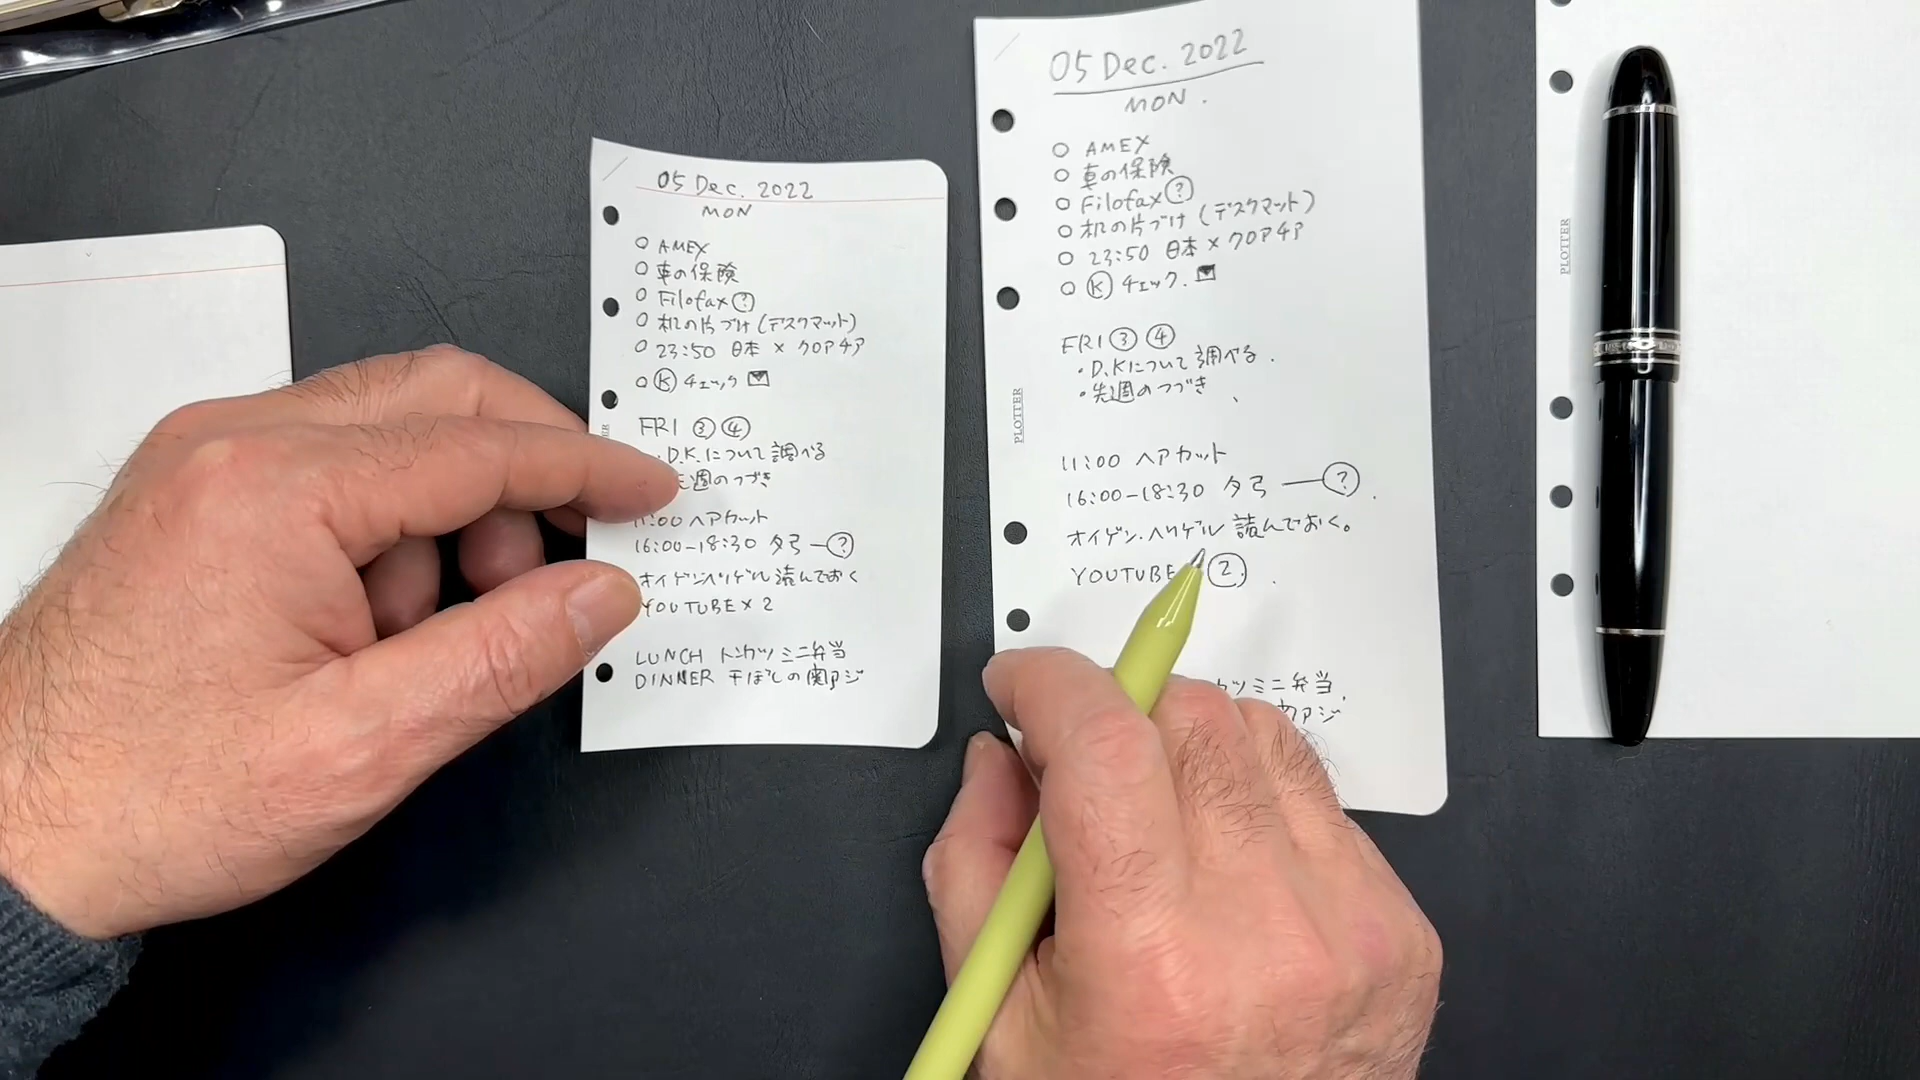 05 Dec. 2022
MON
○ AMEX
○ 車の保険
○ Filofax ?
○ 机の片づけ (デスクマット)
○ 23:50 日本 × クロアチア
○ Ⓚ チェック
FRI ③ ④
・D.K.について調べる
週のつづき
11:00 ヘアカット
16:00-18:30 夕弓 — ?
オイゲンヘリゲル 読んでおく
YOUTUBE × 2
LUNCH トンカツミニ弁当
DINNER 干ぼしの関アジ
05 Dec. 2022
MON.
○ AMEX
○ 車の保険
○ Filofax ?
○ 机の片づけ (デスクマット)
○ 23:50 日本 × クロアチア
○ Ⓚ チェック.
FRI ③ ④
・D.Kについて調べる.
・先週のつづき
11:00 ヘアカット
16:00-18:30 夕弓 — ?
オイゲン・ヘリゲル 読んでおく。
YOUTUBE ②
カツミニ弁当.
関アジ
PLOTTER
PLOTTER